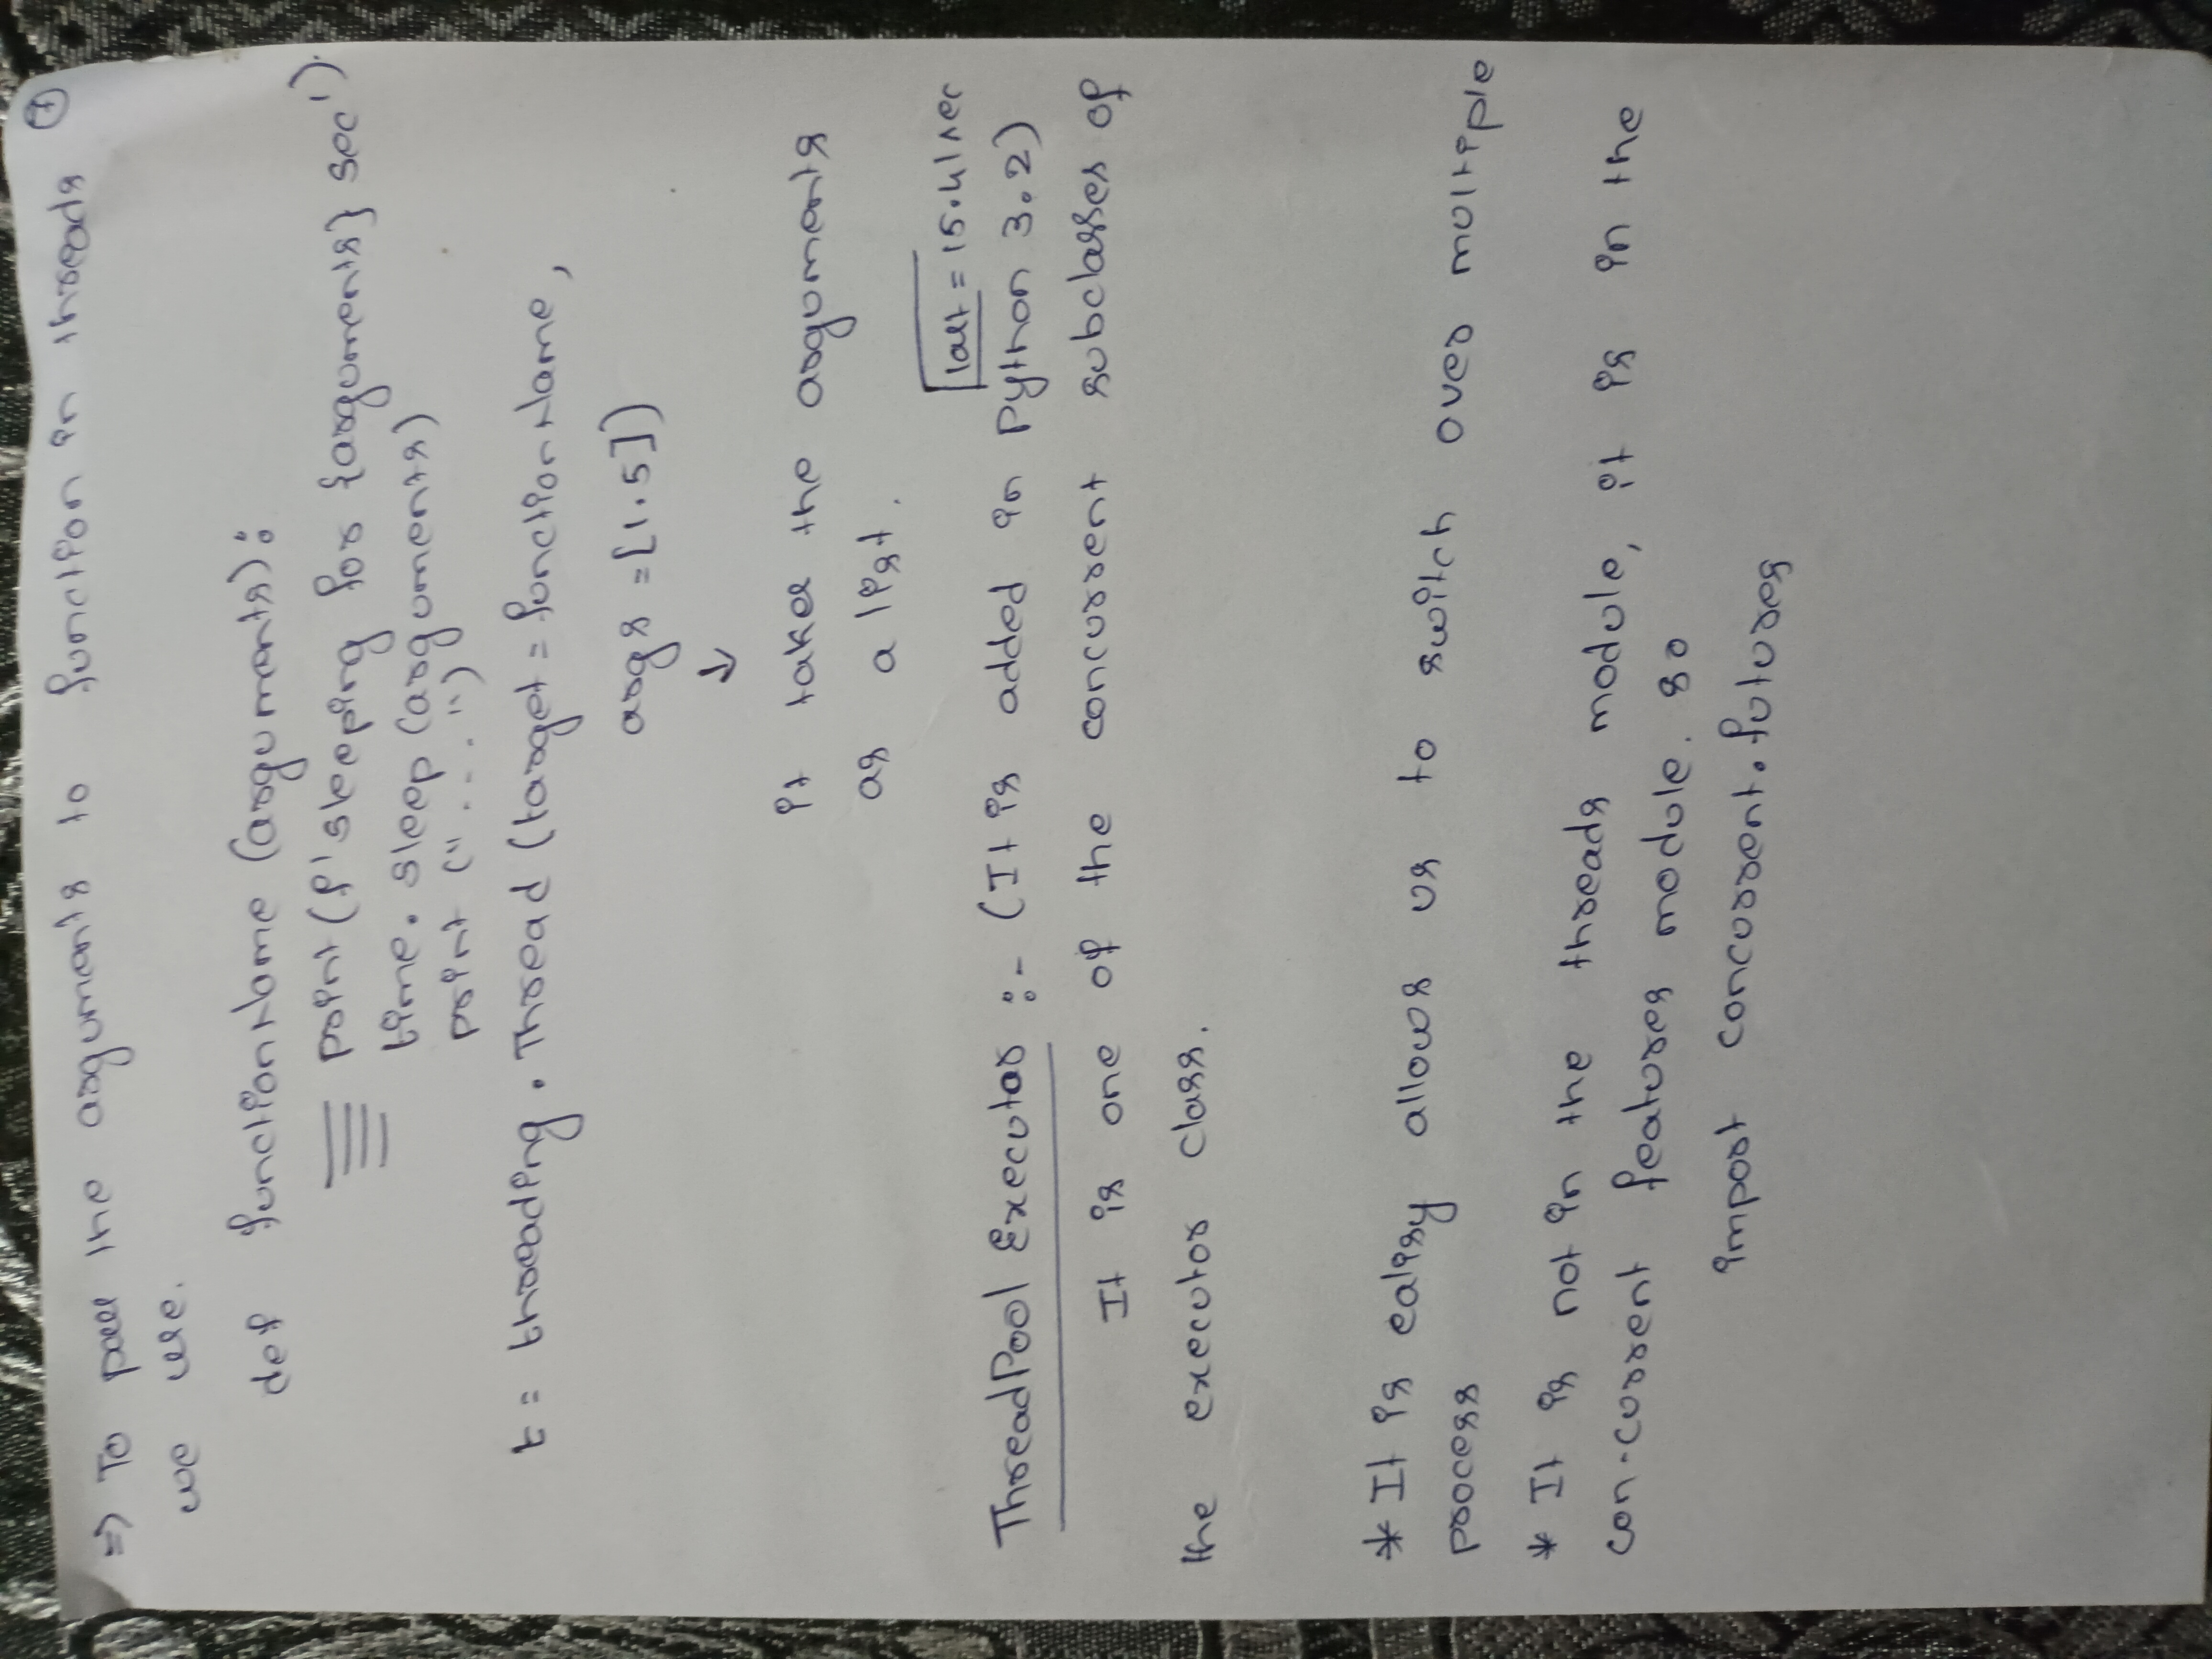 ⑦
=> To pass the arguments to function in threads
we use.
def functionName (arguments):
print (f'sleeping for {arguments} sec')
time. sleep (arguments)
print (" .... ")
t = threading . Thread (target = functionName,
args = [1.5])
↓
it takes the arguments
as a list.
last = 15.41 sec
ThreadPool Executor :- (It is added in Python 3.2)
It is one of the concurrent subclasses of
the executor class.
* It is ealisy allows us to switch over multiple
process
* It is not in the threads module, it is in the
con-current features module. so
import concurrent. futures